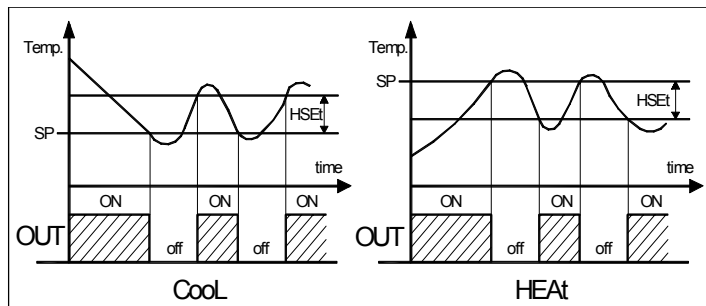 Temp.
HSEt
SP
time
ON
ON
ON
OUT
off
off
CooL
Temp.
SP
HSEt
time
ON
ON
ON
OUT
off
off
HEAt